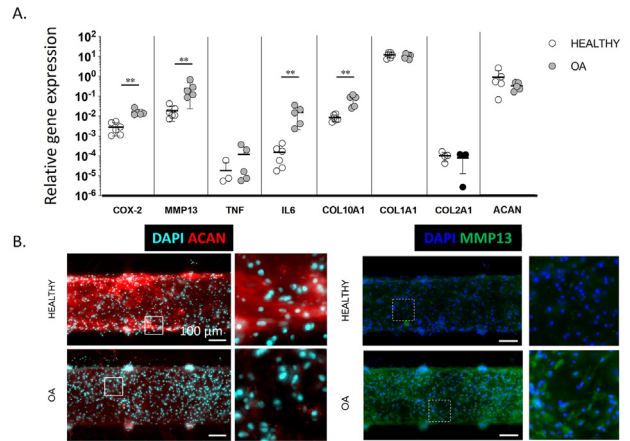 A.
Relative gene expression
10²
10¹
10⁰
10⁻¹
10⁻²
10⁻³
10⁻⁴
10⁻⁵
10⁻⁶
** ** ** **
COX-2 MMP13 TNF IL6 COL10A1 COL1A1 COL2A1 ACAN
HEALTHY
OA
B.
DAPI ACAN
HEALTHY
100 µm
OA
DAPI MMP13
HEALTHY
OA